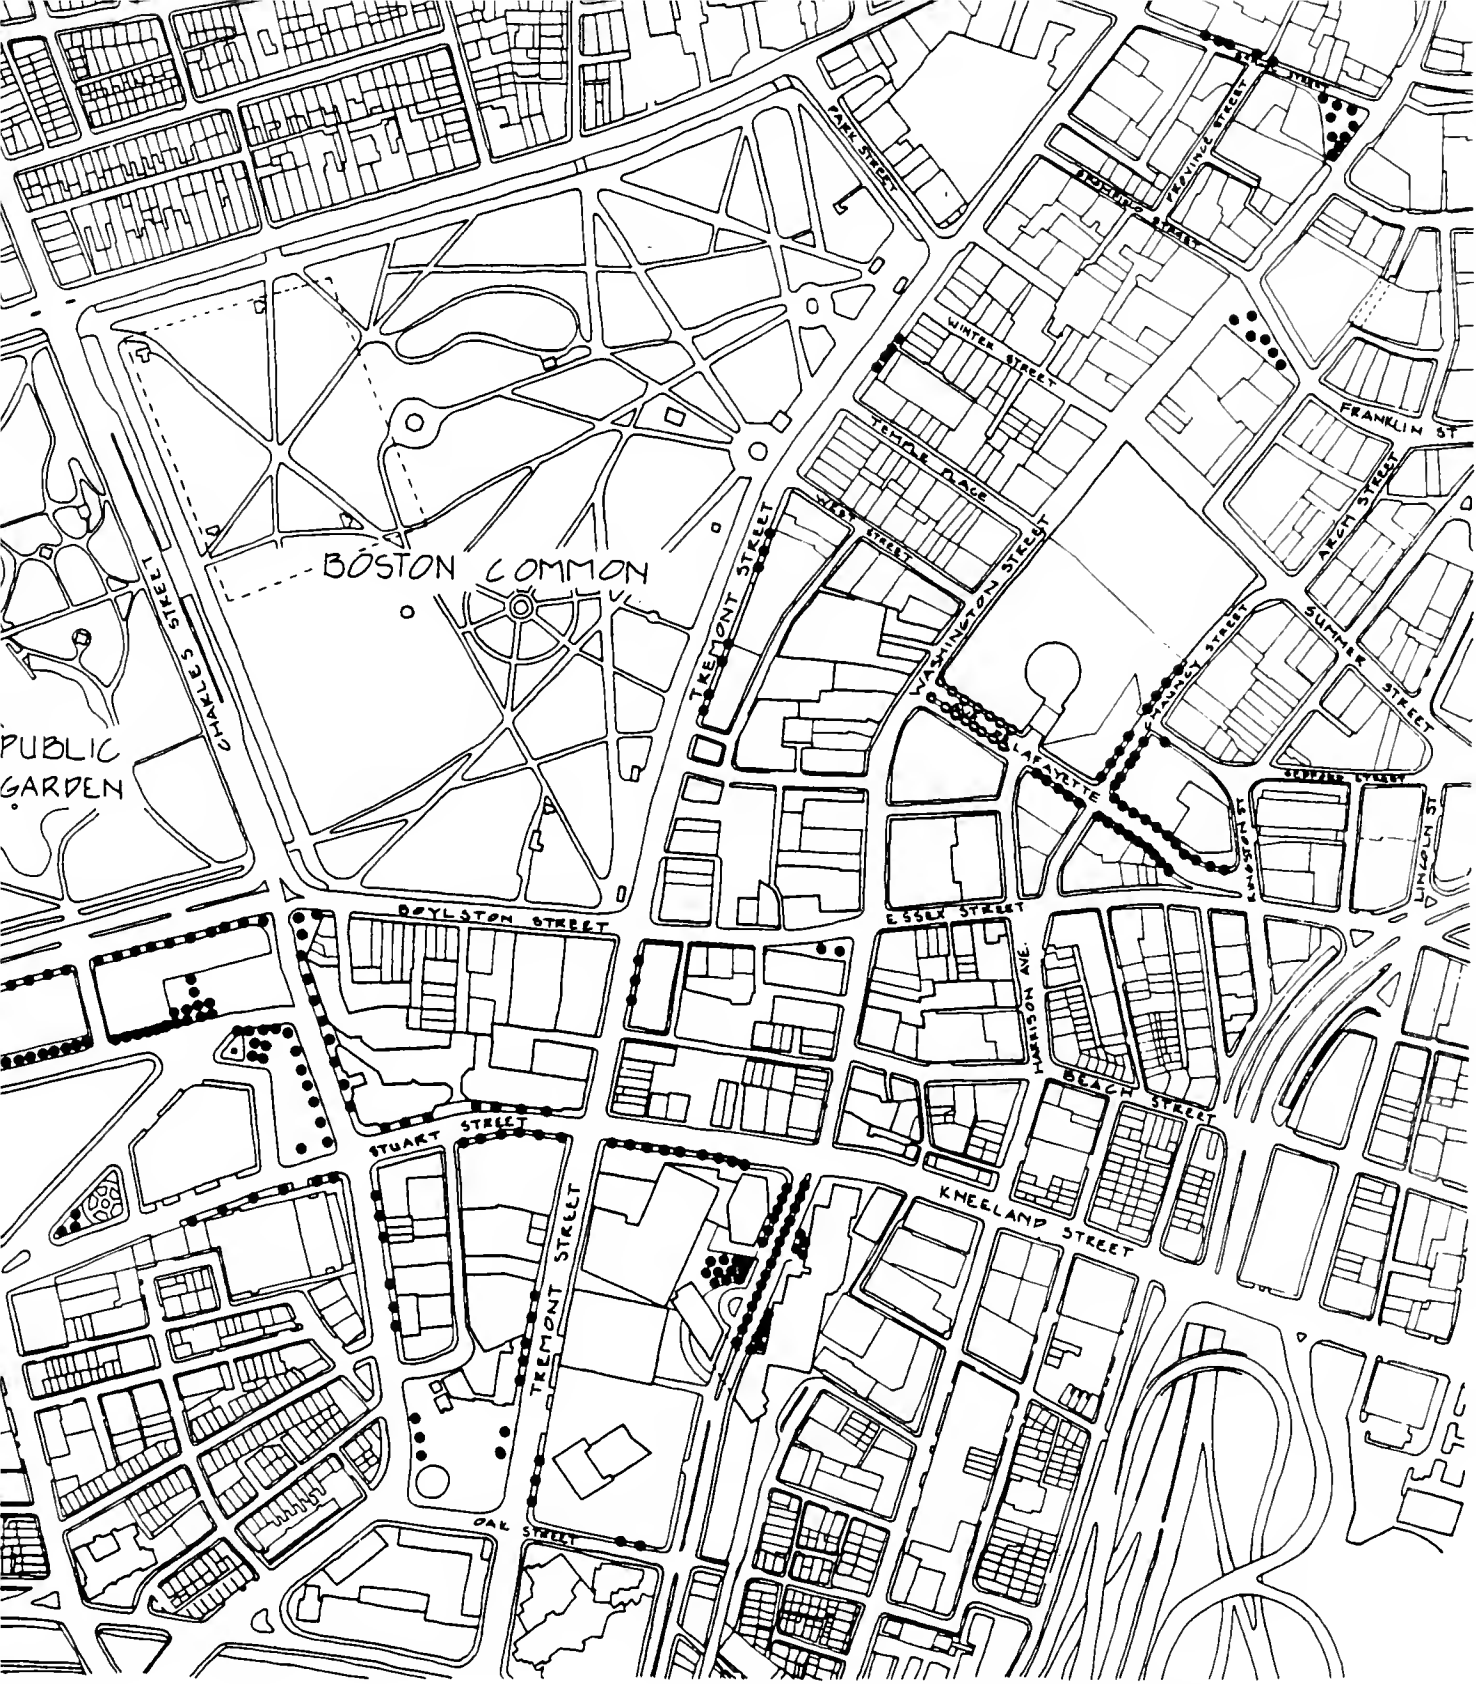 SCHOOL STREET
PROVINCE STREET
PARK STREET
BROMFIELD STREET
WINTER STREET
FRANKLIN ST
TEMPLE PLACE
ARCH STREET
WEST STREET
TREMONT STREET
WASHINGTON STREET
BOSTON COMMON
CHARLES STREET
CHAUNCY STREET
SUMMER STREET
PUBLIC
GARDEN
LAFAYETTE
BEDFORD STREET
KINGSTON ST
LINCOLN ST
BOYLSTON STREET
ESSEX STREET
HARRISON AVE.
BEACH STREET
STUART STREET
KNEELAND STREET
TREMONT STREET
OAK STREET